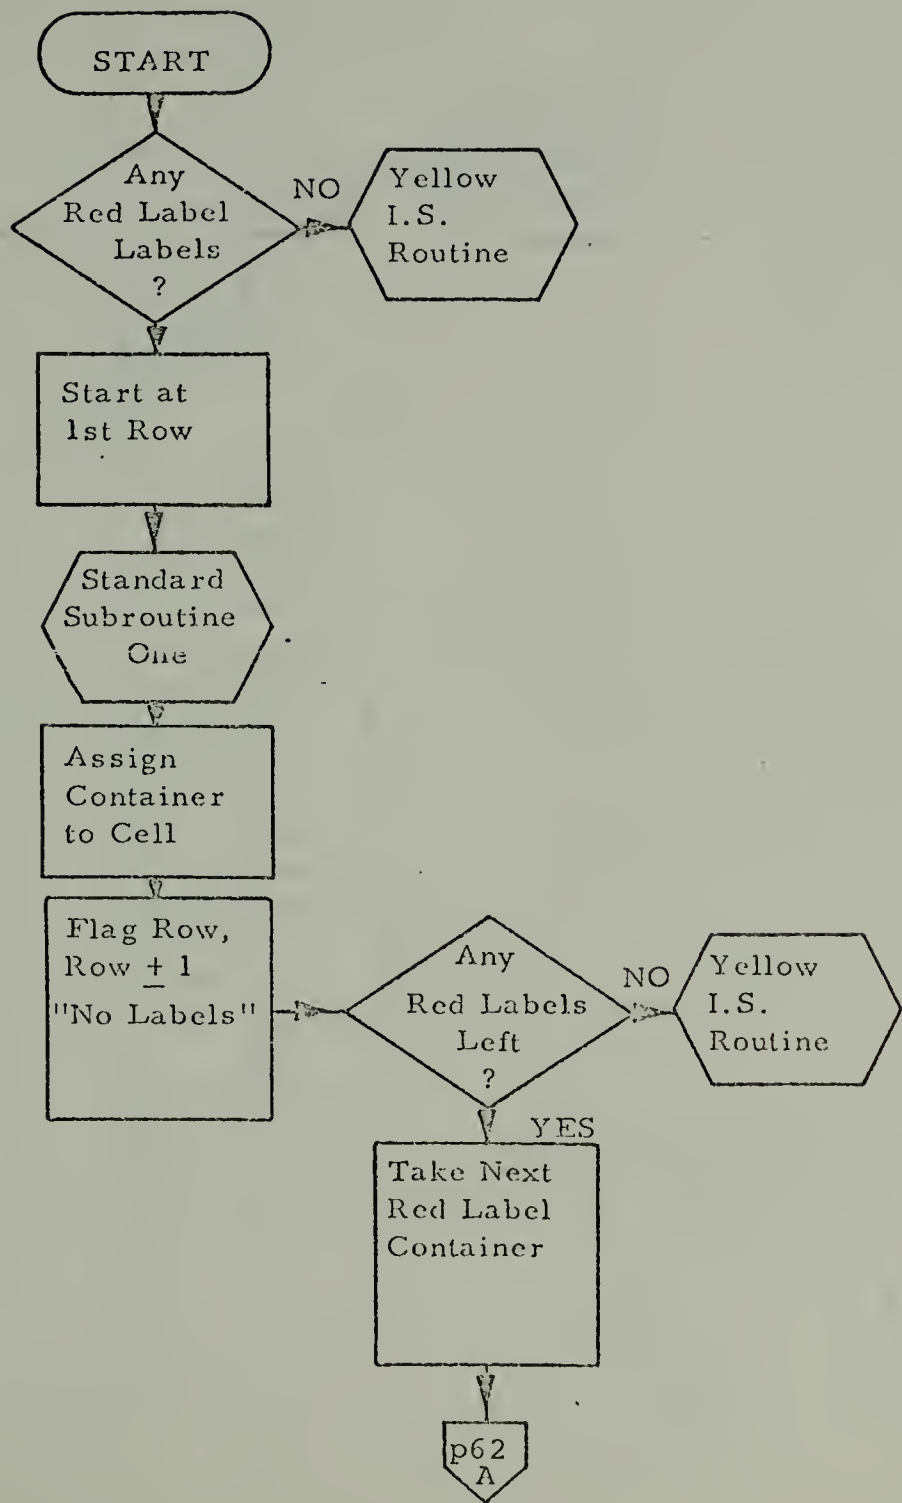 START
Any
Red Label
Labels
?
NO
Yellow
I.S.
Routine
Start at
1st Row
Standard
Subroutine
One
Assign
Container
to Cell
Flag Row,
Row ± 1
"No Labels"
Any
Red Labels
Left
?
NO
Yellow
I.S.
Routine
YES
Take Next
Red Label
Container
p62
A